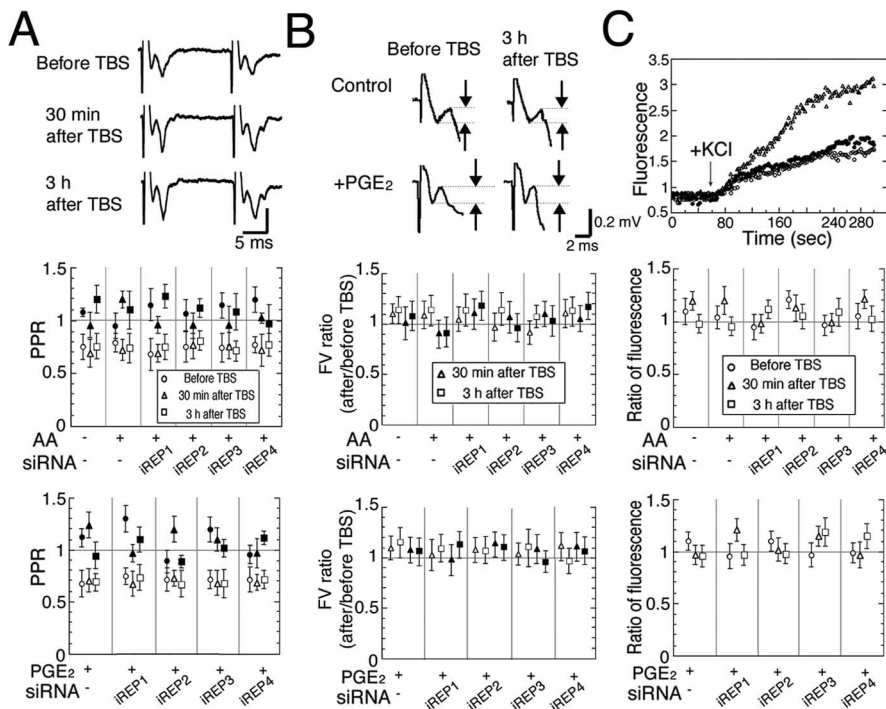 A
Before TBS
30 min
after TBS
3 h
after TBS
5 ms
1.5
1
0.5
0
PPR
Before TBS
30 min after TBS
3 h after TBS
AA - + + + + +
siRNA - - iREP1 iREP2 iREP3 iREP4
1.5
1
0.5
0
PPR
PGE2 + + + + +
siRNA - iREP1 iREP2 iREP3 iREP4
B
Before TBS
3 h
after TBS
Control
+PGE2
0.2 mV
2 ms
1.5
1
0.5
0
FV ratio
(after/before TBS)
30 min after TBS
3 h after TBS
AA - + + + + +
siRNA - - iREP1 iREP2 iREP3 iREP4
1.5
1
0.5
0
FV ratio
(after/before TBS)
PGE2 + + + + +
siRNA - iREP1 iREP2 iREP3 iREP4
C
3.5
3
2.5
2
1.5
1
0.5
Fluorescence
+KCl
0 40 80 160 200 240 280
Time (sec)
1.5
1
0.5
0
Ratio of fluorescence
Before TBS
30 min after TBS
3 h after TBS
AA - + + + + +
siRNA - - iREP1 iREP2 iREP3 iREP4
1.5
1
0.5
0
Ratio of fluorescence
PGE2 + + + + +
siRNA - iREP1 iREP2 iREP3 iREP4